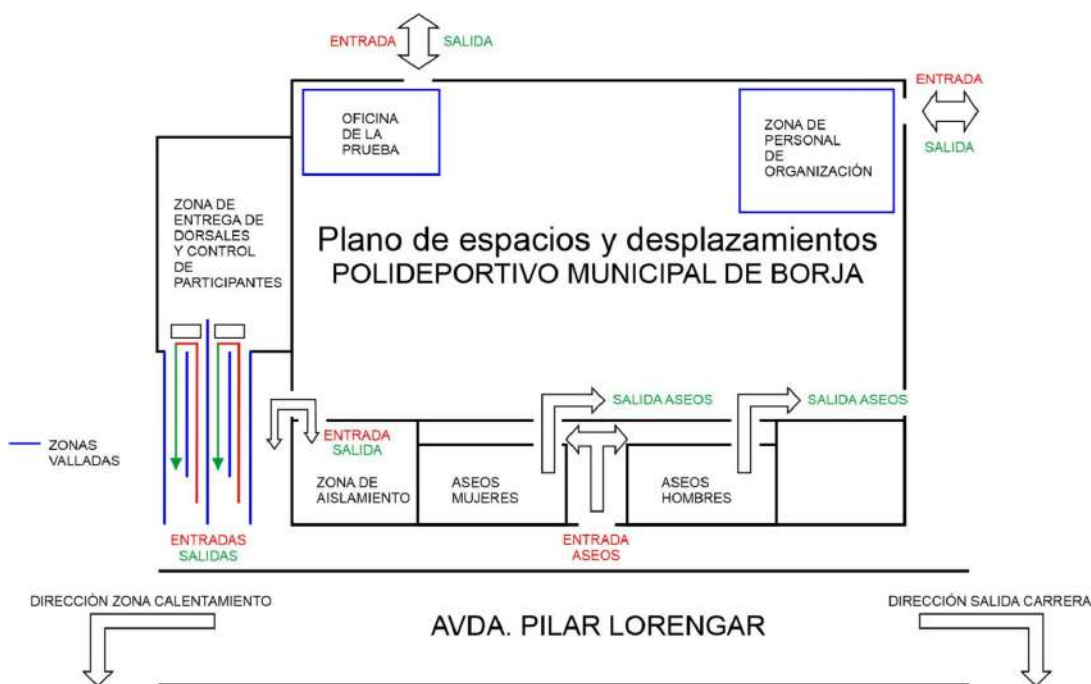 ENTRADA
SALIDA
ENTRADA
SALIDA
OFICINA
DE LA
PRUEBA
ZONA DE
PERSONAL
DE
ORGANIZACIÓN
ZONA DE
ENTREGA DE
DORSALES
Y CONTROL
DE
PARTICIPANTES
Plano de espacios y desplazamientos
POLIDEPORTIVO MUNICIPAL DE BORJA
SALIDA ASEOS
SALIDA ASEOS
ENTRADA
SALIDA
ZONAS
VALLADAS
ZONA DE
AISLAMIENTO
ASEOS
MUJERES
ASEOS
HOMBRES
ENTRADAS
SALIDAS
ENTRADA
ASEOS
DIRECCIÓN ZONA CALENTAMIENTO
DIRECCIÓN SALIDA CARRERA
AVDA. PILAR LORENGAR